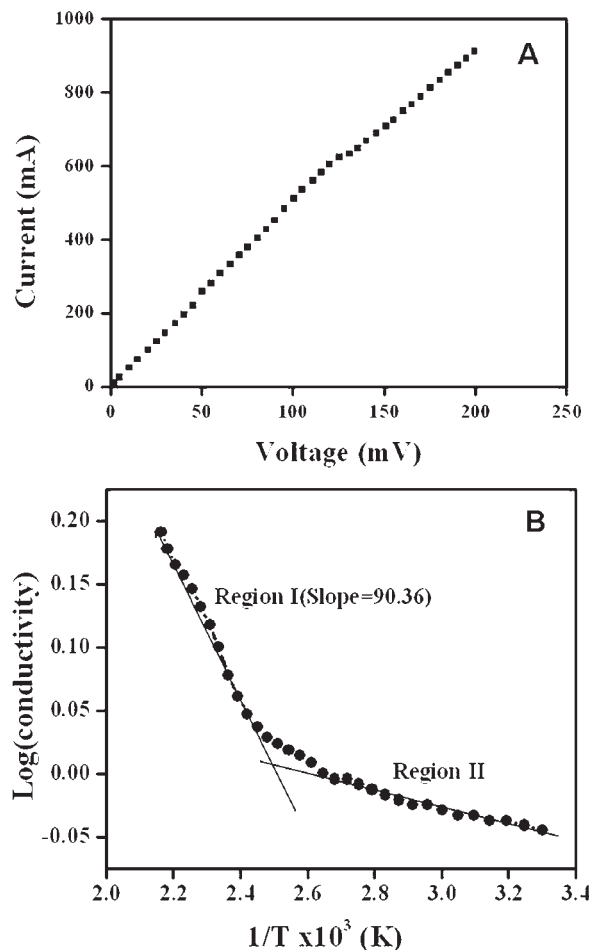 A
1000
800
600
400
200
0
Current (mA)
0 50 100 150 200 250
Voltage (mV)
B
0.20
0.15
0.10
0.05
0.00
-0.05
Log(conductivity)
Region I(Slope=90.36)
Region II
2.0 2.2 2.4 2.6 2.8 3.0 3.2 3.4
1/T x10³ (K)